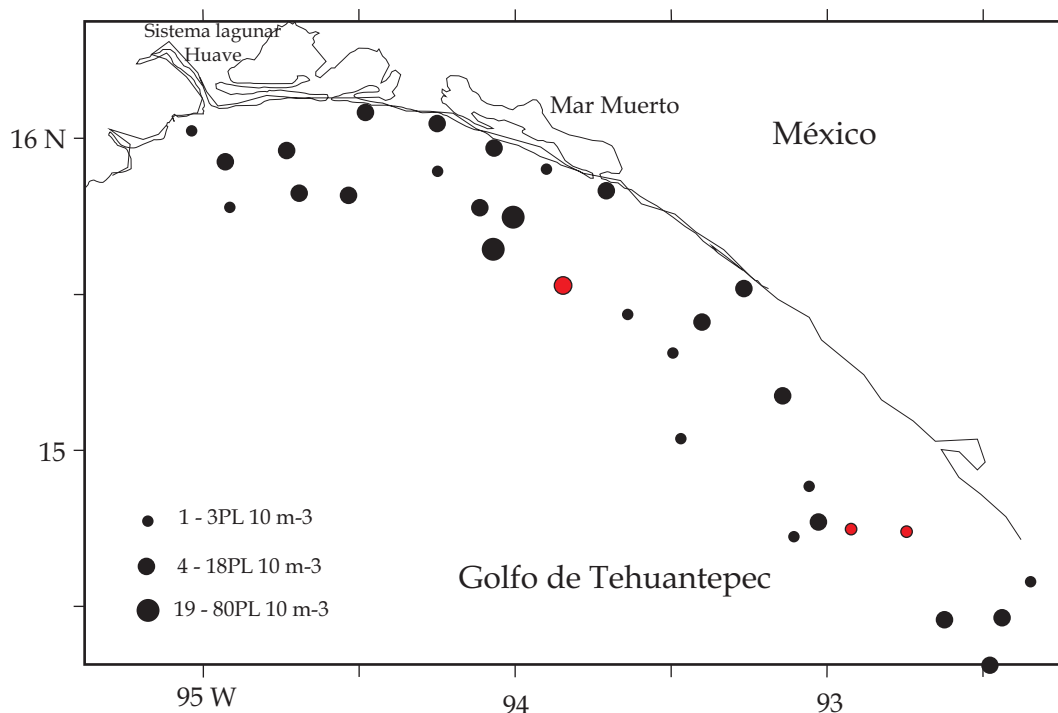 Sistema lagunar
Huave
Mar Muerto
México
16 N
15
1 - 3PL 10 m-3
4 - 18PL 10 m-3
19 - 80PL 10 m-3
Golfo de Tehuantepec
95 W
94
93